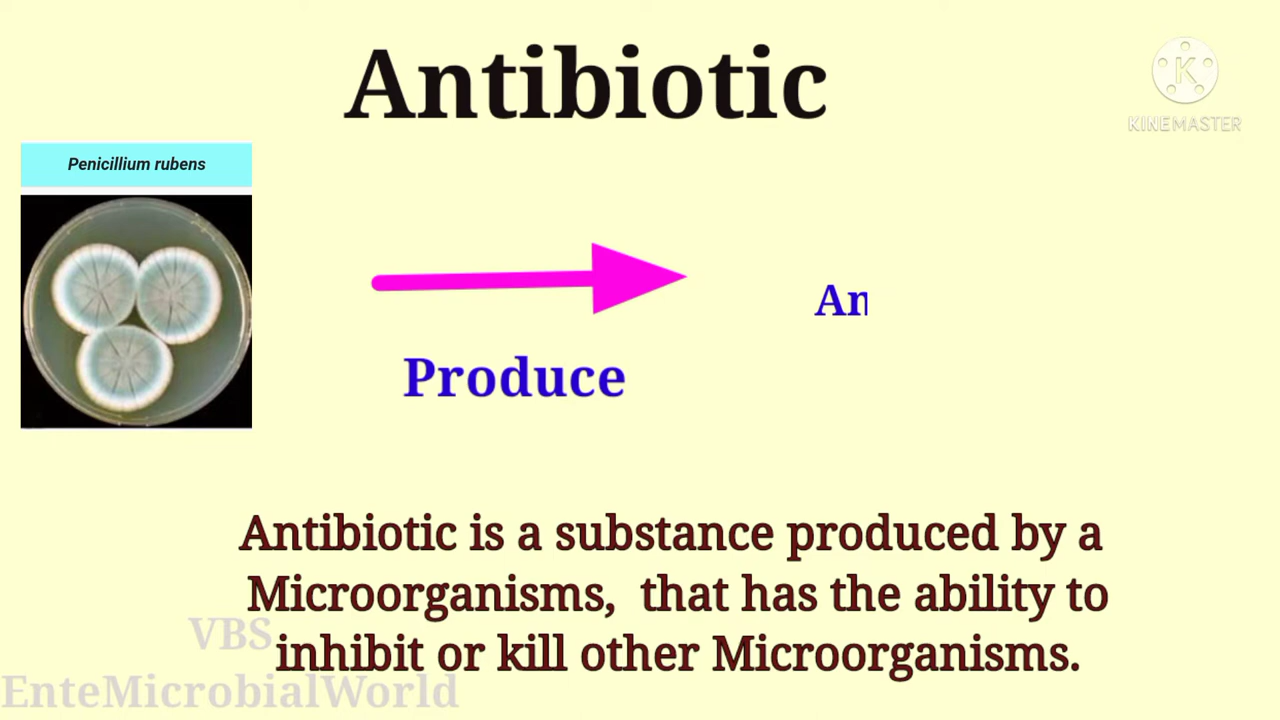 Antibiotic
KINEMASTER
Penicillium rubens
An
Produce
Antibiotic is a substance produced by a
Microorganisms, that has the ability to
inhibit or kill other Microorganisms.
VBS
EnteMicrobialWorld